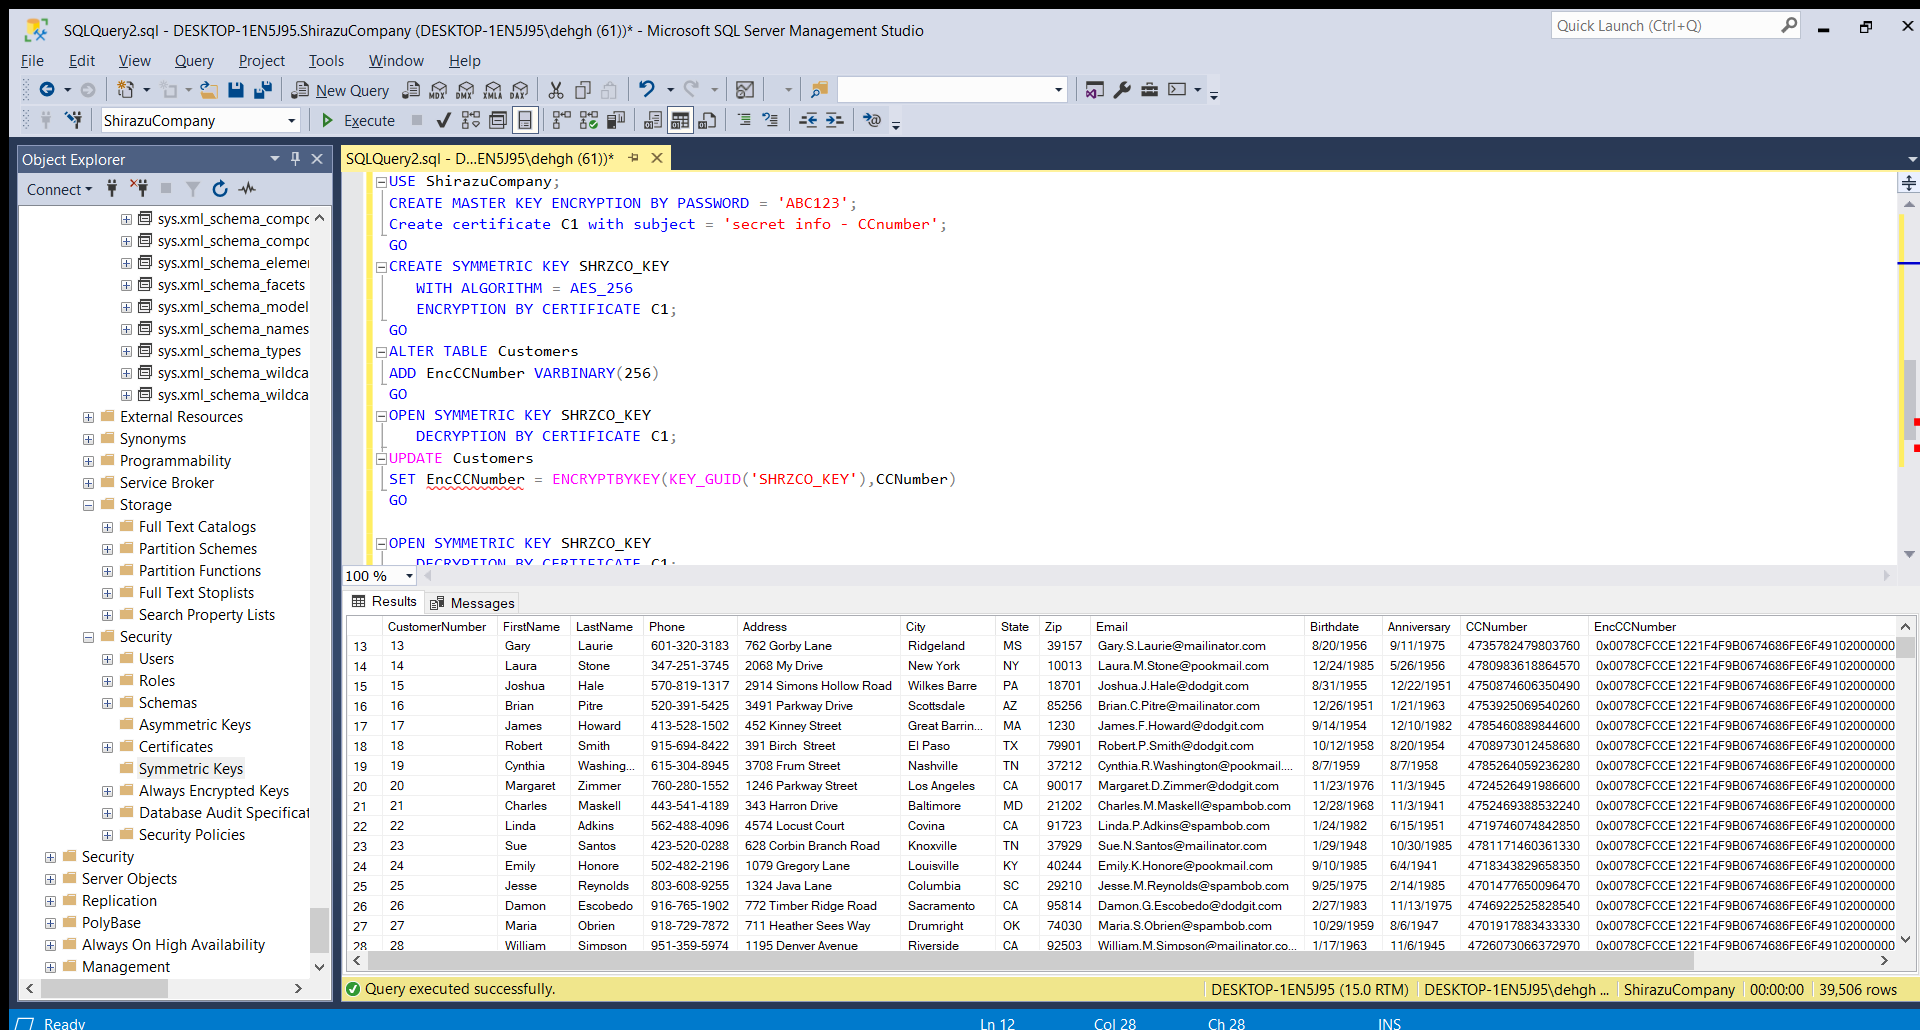 SQLQuery2.sql - DESKTOP-1EN5J95.ShirazuCompany (DESKTOP-1EN5J95\dehgh (61))* - Microsoft SQL Server Management Studio
Quick Launch (Ctrl+Q)
File Edit View Query Project Tools Window Help
New Query MDX DMX XMLA DAX
ShirazuCompany Execute
Object Explorer
Connect
sys.xml_schema_compo
sys.xml_schema_compo
sys.xml_schema_elemer
sys.xml_schema_facets
sys.xml_schema_model
sys.xml_schema_names
sys.xml_schema_types
sys.xml_schema_wildca
sys.xml_schema_wildca
External Resources
Synonyms
Programmability
Service Broker
Storage
Full Text Catalogs
Partition Schemes
Partition Functions
Full Text Stoplists
Search Property Lists
Security
Users
Roles
Schemas
Asymmetric Keys
Certificates
Symmetric Keys
Always Encrypted Keys
Database Audit Specificat
Security Policies
Security
Server Objects
Replication
PolyBase
Always On High Availability
Management
SQLQuery2.sql - D...EN5J95\dehgh (61))*
USE ShirazuCompany;
CREATE MASTER KEY ENCRYPTION BY PASSWORD = 'ABC123';
Create certificate C1 with subject = 'secret info - CCnumber';
GO
CREATE SYMMETRIC KEY SHRZCO_KEY
WITH ALGORITHM = AES_256
ENCRYPTION BY CERTIFICATE C1;
GO
ALTER TABLE Customers
ADD EncCCNumber VARBINARY(256)
GO
OPEN SYMMETRIC KEY SHRZCO_KEY
DECRYPTION BY CERTIFICATE C1;
UPDATE Customers
SET EncCCNumber = ENCRYPTBYKEY(KEY_GUID('SHRZCO_KEY'),CCNumber)
GO
OPEN SYMMETRIC KEY SHRZCO_KEY
DECRYPTION BY CERTIFICATE C1;
100 %
Results Messages
CustomerNumber FirstName LastName Phone Address City State Zip Email Birthdate Anniversary CCNumber EncCCNumber
13 13 Gary Laurie 601-320-3183 762 Gorby Lane Ridgeland MS 39157 Gary.S.Laurie@mailinator.com 8/20/1956 9/11/1975 4735782479803760 0x0078CFCCE1221F4F9B0674686FE6F49102000000
14 14 Laura Stone 347-251-3745 2068 My Drive New York NY 10013 Laura.M.Stone@pookmail.com 12/24/1985 5/26/1956 4780983618864570 0x0078CFCCE1221F4F9B0674686FE6F49102000000
15 15 Joshua Hale 570-819-1317 2914 Simons Hollow Road Wilkes Barre PA 18701 Joshua.J.Hale@dodgit.com 8/31/1955 12/22/1951 4750874606350490 0x0078CFCCE1221F4F9B0674686FE6F49102000000
16 16 Brian Pitre 520-391-5425 3491 Parkway Drive Scottsdale AZ 85256 Brian.C.Pitre@mailinator.com 12/26/1951 1/21/1963 4753925069540260 0x0078CFCCE1221F4F9B0674686FE6F49102000000
17 17 James Howard 413-528-1502 452 Kinney Street Great Barrin... MA 1230 James.F.Howard@dodgit.com 9/14/1954 12/10/1982 4785460889844600 0x0078CFCCE1221F4F9B0674686FE6F49102000000
18 18 Robert Smith 915-694-8422 391 Birch Street El Paso TX 79901 Robert.P.Smith@dodgit.com 10/12/1958 8/20/1954 4708973012458680 0x0078CFCCE1221F4F9B0674686FE6F49102000000
19 19 Cynthia Washing... 615-304-8945 3708 Frum Street Nashville TN 37212 Cynthia.R.Washington@pookmail.... 8/7/1959 8/7/1958 4785264059236280 0x0078CFCCE1221F4F9B0674686FE6F49102000000
20 20 Margaret Zimmer 760-280-1552 1246 Parkway Street Los Angeles CA 90017 Margaret.D.Zimmer@dodgit.com 11/23/1976 11/3/1945 4724526491986600 0x0078CFCCE1221F4F9B0674686FE6F49102000000
21 21 Charles Maskell 443-541-4189 343 Harron Drive Baltimore MD 21202 Charles.M.Maskell@spambob.com 12/28/1968 11/3/1941 4752469388532240 0x0078CFCCE1221F4F9B0674686FE6F49102000000
22 22 Linda Adkins 562-488-4096 4574 Locust Court Covina CA 91723 Linda.P.Adkins@spambob.com 1/24/1982 6/15/1951 4719746074842850 0x0078CFCCE1221F4F9B0674686FE6F49102000000
23 23 Sue Santos 423-520-0288 628 Corbin Branch Road Knoxville TN 37929 Sue.N.Santos@mailinator.com 1/29/1948 10/30/1985 4781171460361330 0x0078CFCCE1221F4F9B0674686FE6F49102000000
24 24 Emily Honore 502-482-2196 1079 Gregory Lane Louisville KY 40244 Emily.K.Honore@pookmail.com 9/10/1985 6/4/1941 4718343829658350 0x0078CFCCE1221F4F9B0674686FE6F49102000000
25 25 Jesse Reynolds 803-608-9255 1324 Java Lane Columbia SC 29210 Jesse.M.Reynolds@spambob.com 9/25/1975 2/14/1985 4701477650096470 0x0078CFCCE1221F4F9B0674686FE6F49102000000
26 26 Damon Escobedo 916-765-1902 772 Timber Ridge Road Sacramento CA 95814 Damon.G.Escobedo@dodgit.com 2/27/1983 11/13/1975 4746922525828540 0x0078CFCCE1221F4F9B0674686FE6F49102000000
27 27 Maria Obrien 918-729-7872 711 Heather Sees Way Drumright OK 74030 Maria.S.Obrien@spambob.com 10/29/1959 8/6/1947 4701917883433330 0x0078CFCCE1221F4F9B0674686FE6F49102000000
28 28 William Simpson 951-359-5974 1195 Denver Avenue Riverside CA 92503 William.M.Simpson@mailinator.co... 1/17/1963 11/6/1945 4726073066372970 0x0078CFCCE1221F4F9B0674686FE6F49102000000
Query executed successfully. DESKTOP-1EN5J95 (15.0 RTM) DESKTOP-1EN5J95\dehgh ... ShirazuCompany 00:00:00 39,506 rows
Ready Ln 12 Col 28 Ch 28 INS